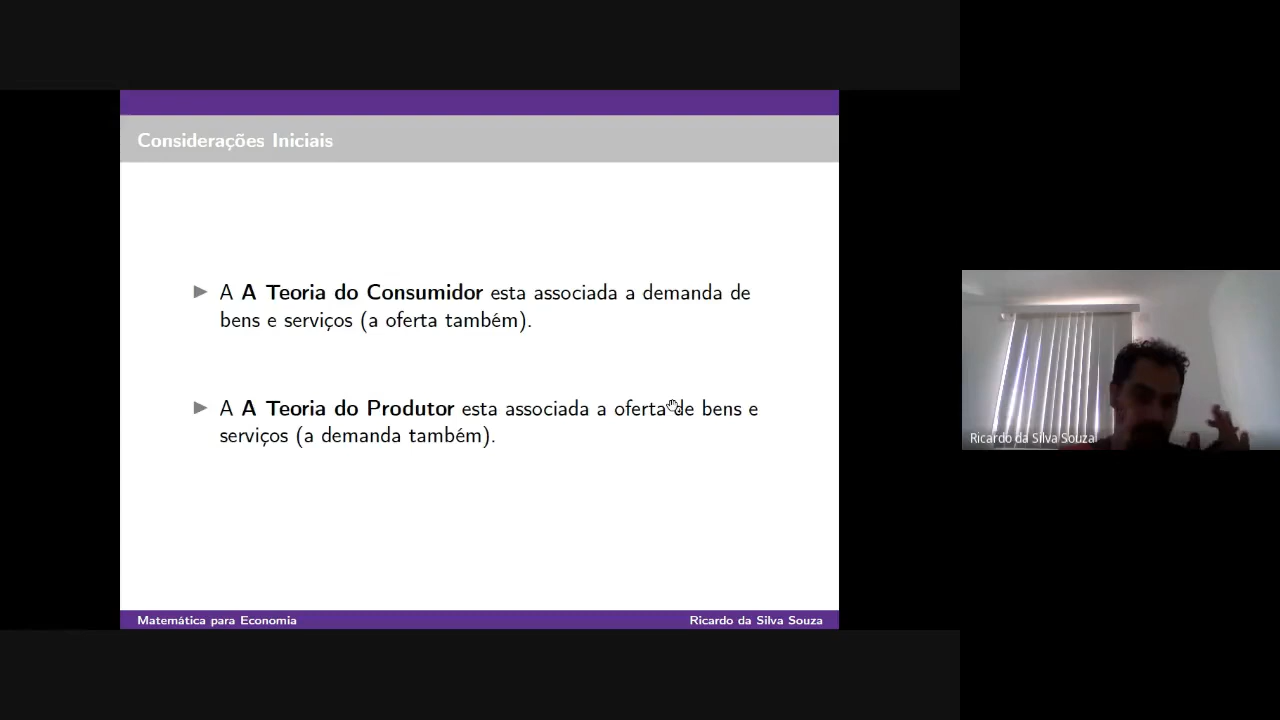 Considerações Iniciais
A A Teoria do Consumidor esta associada a demanda de
bens e serviços (a oferta também).
A A Teoria do Produtor esta associada a oferta de bens e
serviços (a demanda também).
Matemática para Economia
Ricardo da Silva Souza
Ricardo da Silva Souza